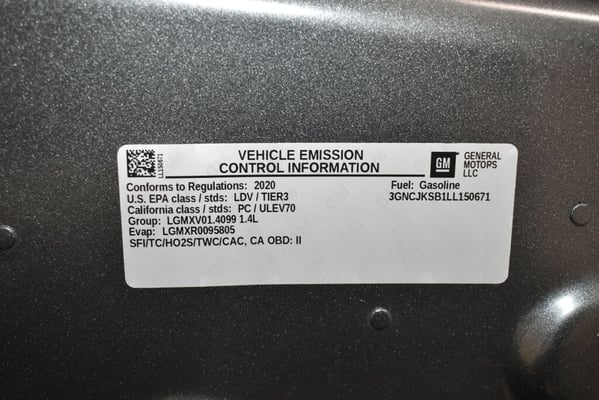 LL150671
VEHICLE EMISSION
CONTROL INFORMATION
GM
GENERAL
MOTORS
LLC
Conforms to Regulations: 2020
U.S. EPA class / stds: LDV / TIER3
California class / stds: PC / ULEV70
Group: LGMXV01.4099 1.4L
Evap: LGMXR0095805
SFI/TC/HO2S/TWC/CAC, CA OBD: II
Fuel: Gasoline
3GNCJKSB1LL150671